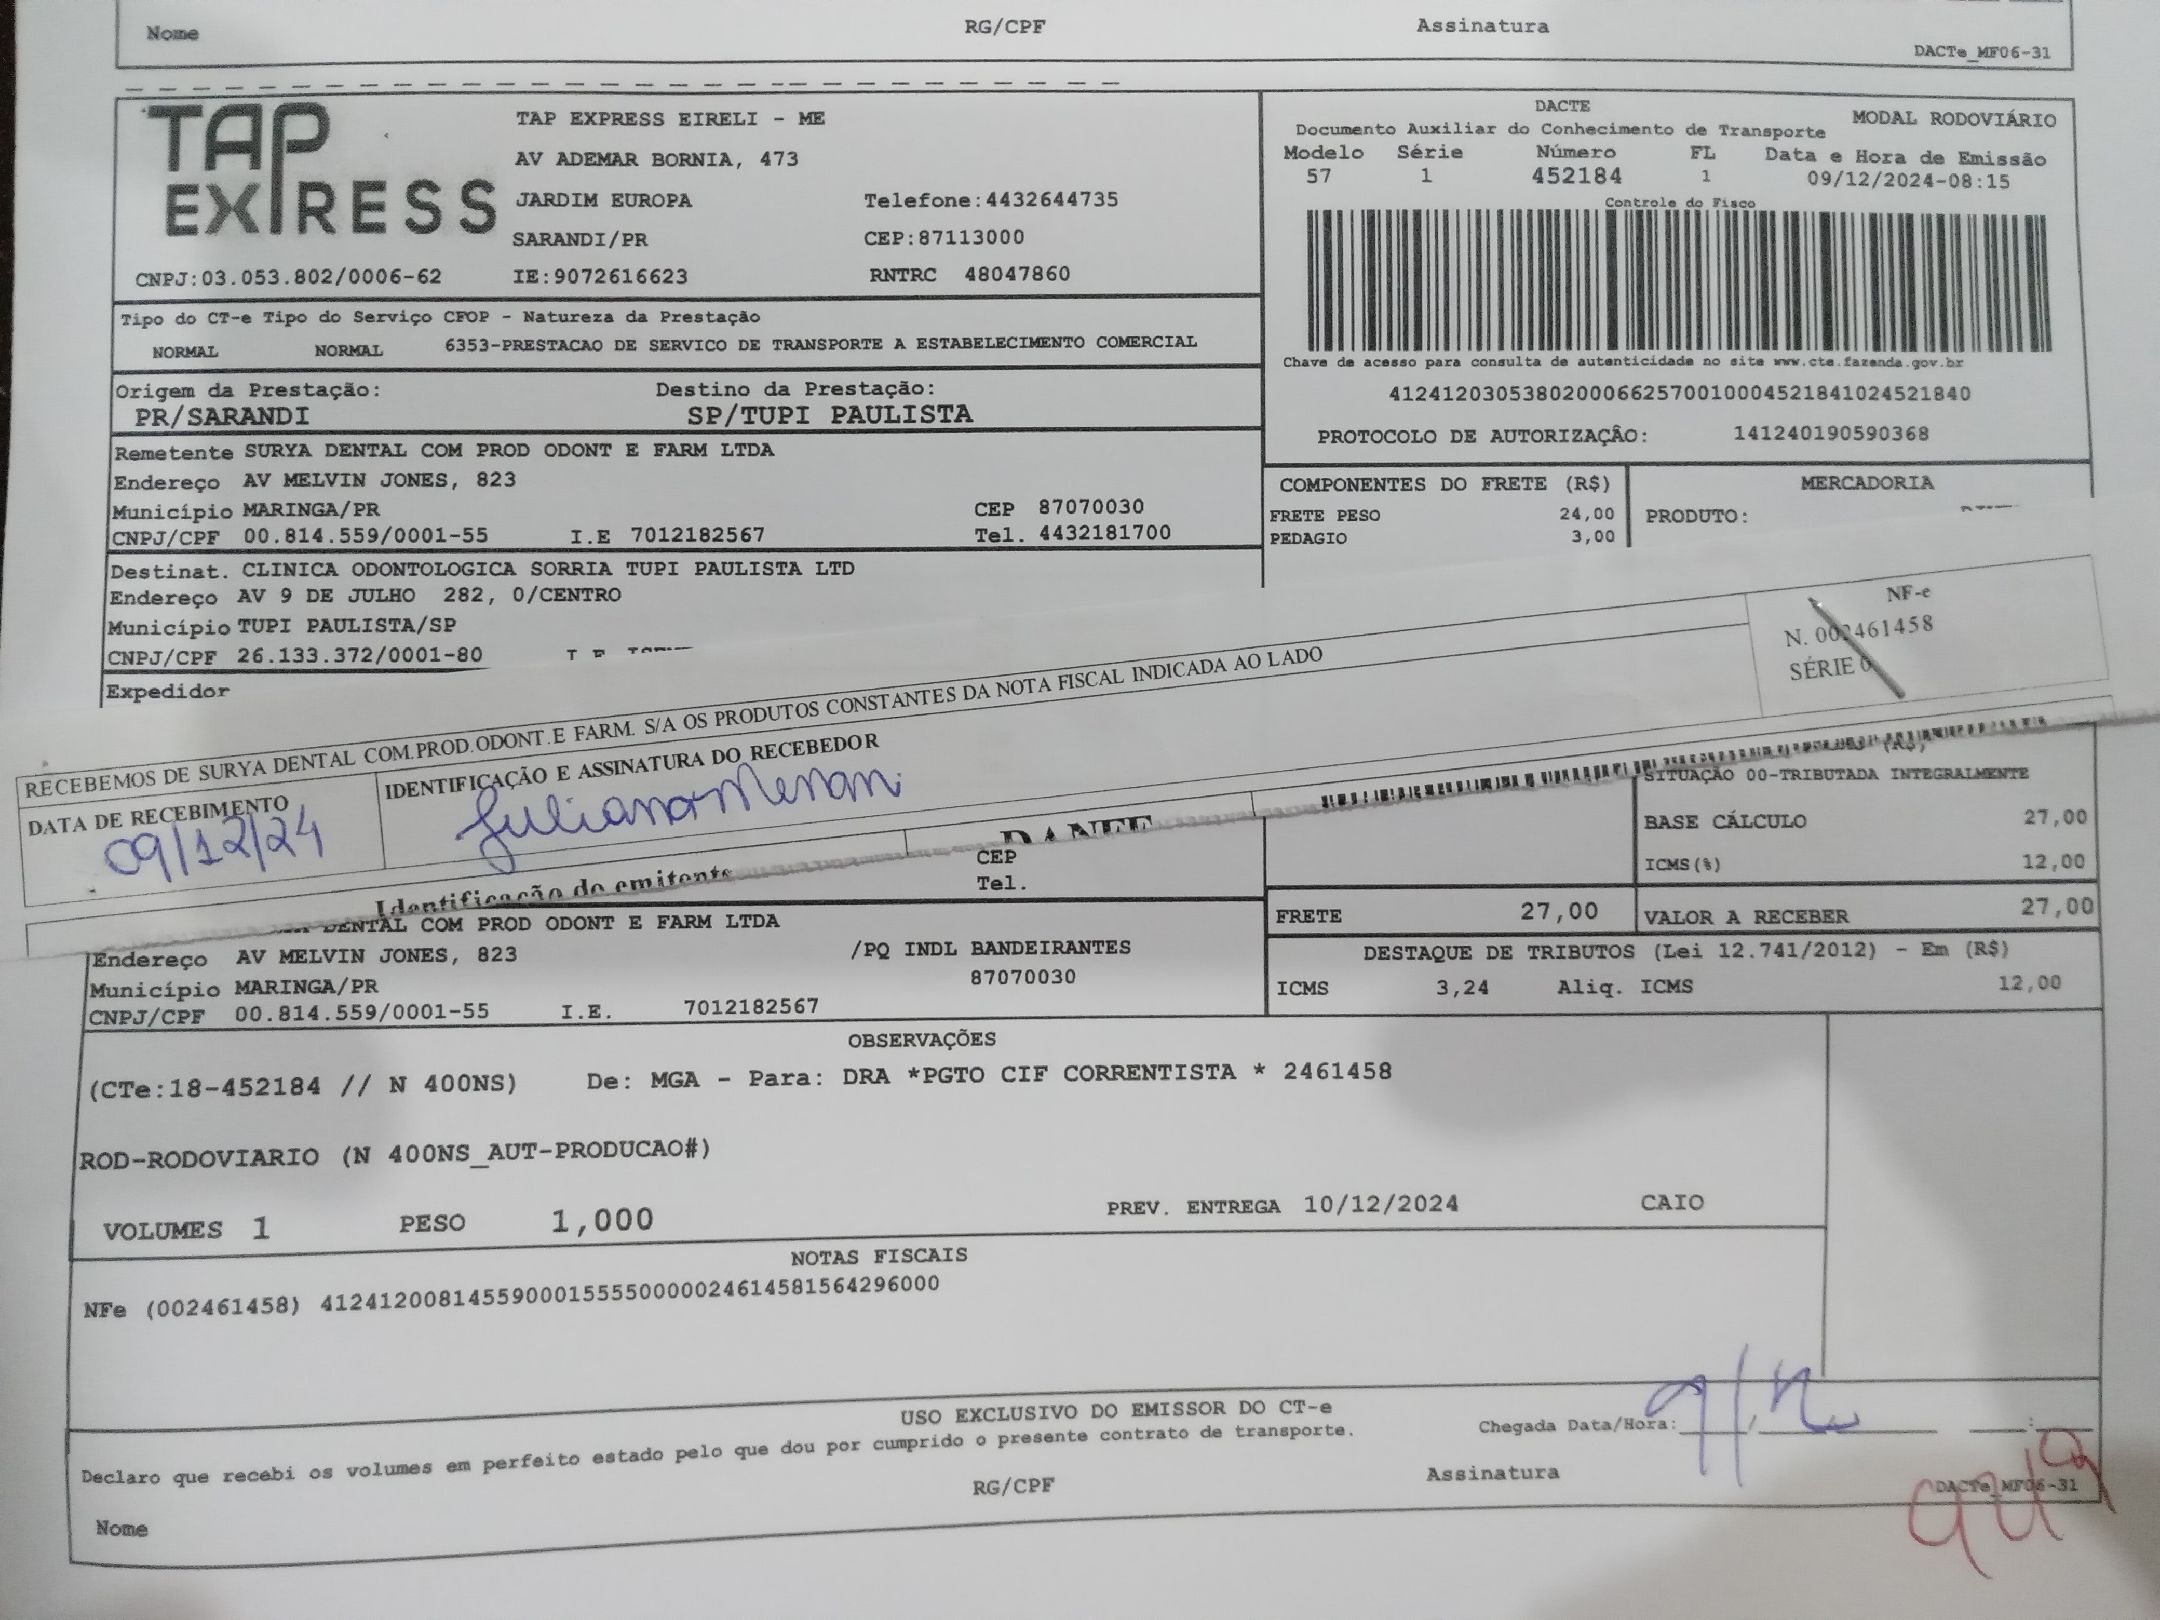 Nome RG/CPF Assinatura
DACTe_MF06-31
TAP EXPRESS
TAP EXPRESS EIRELI - ME
AV ADEMAR BORNIA, 473
JARDIM EUROPA Telefone:4432644735
SARANDI/PR CEP:87113000
CNPJ:03.053.802/0006-62 IE:9072616623 RNTRC 48047860
DACTE MODAL RODOVIÁRIO
Documento Auxiliar do Conhecimento de Transporte
Modelo Série Número FL Data e Hora de Emissão
57 1 452184 1 09/12/2024-08:15
Controle do Fisco
Chave de acesso para consulta de autenticidade no site www.cte.fazenda.gov.br
41241203053802000662570010004521841024521840
PROTOCOLO DE AUTORIZAÇÂO: 141240190590368
Tipo do CT-e Tipo do Serviço CFOP - Natureza da Prestação
NORMAL NORMAL 6353-PRESTACAO DE SERVICO DE TRANSPORTE A ESTABELECIMENTO COMERCIAL
Origem da Prestação: Destino da Prestação:
PR/SARANDI SP/TUPI PAULISTA
Remetente SURYA DENTAL COM PROD ODONT E FARM LTDA
Endereço AV MELVIN JONES, 823
Município MARINGA/PR CEP 87070030
CNPJ/CPF 00.814.559/0001-55 I.E 7012182567 Tel. 4432181700
COMPONENTES DO FRETE (R$) MERCADORIA
FRETE PESO 24,00 PRODUTO:
PEDAGIO 3,00
Destinat. CLINICA ODONTOLOGICA SORRIA TUPI PAULISTA LTD
Endereço AV 9 DE JULHO 282, 0/CENTRO
Município TUPI PAULISTA/SP
CNPJ/CPF 26.133.372/0001-80
Expedidor
RECEBEMOS DE SURYA DENTAL COM.PROD.ODONT.E FARM. S/A OS PRODUTOS CONSTANTES DA NOTA FISCAL INDICADA AO LADO
NF-e
N. 002461458
SÉRIE 0
DATA DE RECEBIMENTO IDENTIFICAÇÃO E ASSINATURA DO RECEBEDOR
09/12/24
Identificação do emitente DANFE
CEP
Tel.
SITUAÇÃO 00-TRIBUTADA INTEGRALMENTE
BASE CÁLCULO 27,00
ICMS(%) 12,00
FRETE 27,00 VALOR A RECEBER 27,00
DENTAL COM PROD ODONT E FARM LTDA
Endereço AV MELVIN JONES, 823 /PQ INDL BANDEIRANTES
Município MARINGA/PR 87070030
CNPJ/CPF 00.814.559/0001-55 I.E. 7012182567
DESTAQUE DE TRIBUTOS (Lei 12.741/2012) - Em (R$)
ICMS 3,24 Aliq. ICMS 12,00
OBSERVAÇÕES
(CTe:18-452184 // N 400NS) De: MGA - Para: DRA *PGTO CIF CORRENTISTA * 2461458
ROD-RODOVIARIO (N 400NS_AUT-PRODUCAO#)
VOLUMES 1 PESO 1,000 PREV. ENTREGA 10/12/2024 CAIO
NOTAS FISCAIS
NFe (002461458) 41241200814559000155550000024614581564296000
USO EXCLUSIVO DO EMISSOR DO CT-e
Declaro que recebi os volumes em perfeito estado pelo que dou por cumprido o presente contrato de transporte.
Chegada Data/Hora:
RG/CPF Assinatura
DACTe_MF06-31
Nome